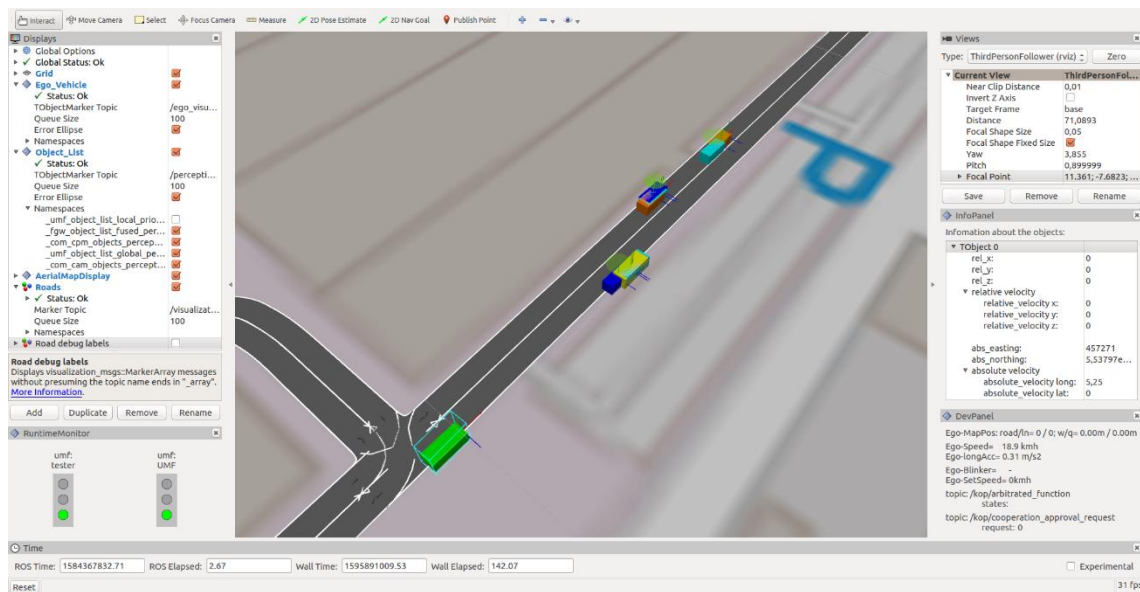 Interact Move Camera Select Focus Camera Measure 2D Pose Estimate 2D Nav Goal Publish Point
Displays
Global Options
Global Status: Ok
Grid
Ego_Vehicle
Status: Ok
TObjectMarker Topic /ego_visu...
Queue Size 100
Error Ellipse
Namespaces
Object_List
Status: Ok
TObjectMarker Topic /percepti...
Queue Size 100
Error Ellipse
Namespaces
_umf_object_list_local_prio...
_fgw_object_list_fused_per...
_com_cpm_objects_percep...
_umf_object_list_global_pe...
_com_cam_objects_percept...
AerialMapDisplay
Roads
Status: Ok
Marker Topic /visualizat...
Queue Size 100
Namespaces
Road debug labels
Road debug labels
Displays visualization_msgs::MarkerArray messages
without presuming the topic name ends in "_array".
More Information.
Add Duplicate Remove Rename
RuntimeMonitor
umf: umf:
tester UMF
P
Views
Type: ThirdPersonFollower (rviz) Zero
Current View ThirdPersonFol...
Near Clip Distance 0,01
Invert Z Axis
Target Frame base
Distance 71,0893
Focal Shape Size 0,05
Focal Shape Fixed Size
Yaw 3,855
Pitch 0,899999
Focal Point 11.361; -7.6823; ...
Save Remove Rename
InfoPanel
Infomation about the objects:
TObject 0
rel_x: 0
rel_y: 0
rel_z: 0
relative velocity
relative_velocity x: 0
relative_velocity y: 0
relative_velocity z: 0
abs_easting: 457271
abs_northing: 5,53797e...
absolute velocity
absolute_velocity long: 5,25
absolute_velocity lat: 0
DevPanel
Ego-MapPos: road/ln= 0 / 0; w/q= 0.00m / 0.00m
Ego-Speed= 18.9 kmh
Ego-longAcc= 0.31 m/s2
Ego-Blinker= -
Ego-SetSpeed= 0kmh
topic: /kop/arbitrated_function
states:
topic: /kop/cooperation_approval_request
request: 0
Time
ROS Time: 1584367832.71 ROS Elapsed: 2.67 Wall Time: 1595891009.53 Wall Elapsed: 142.07 Experimental
Reset 31 fps